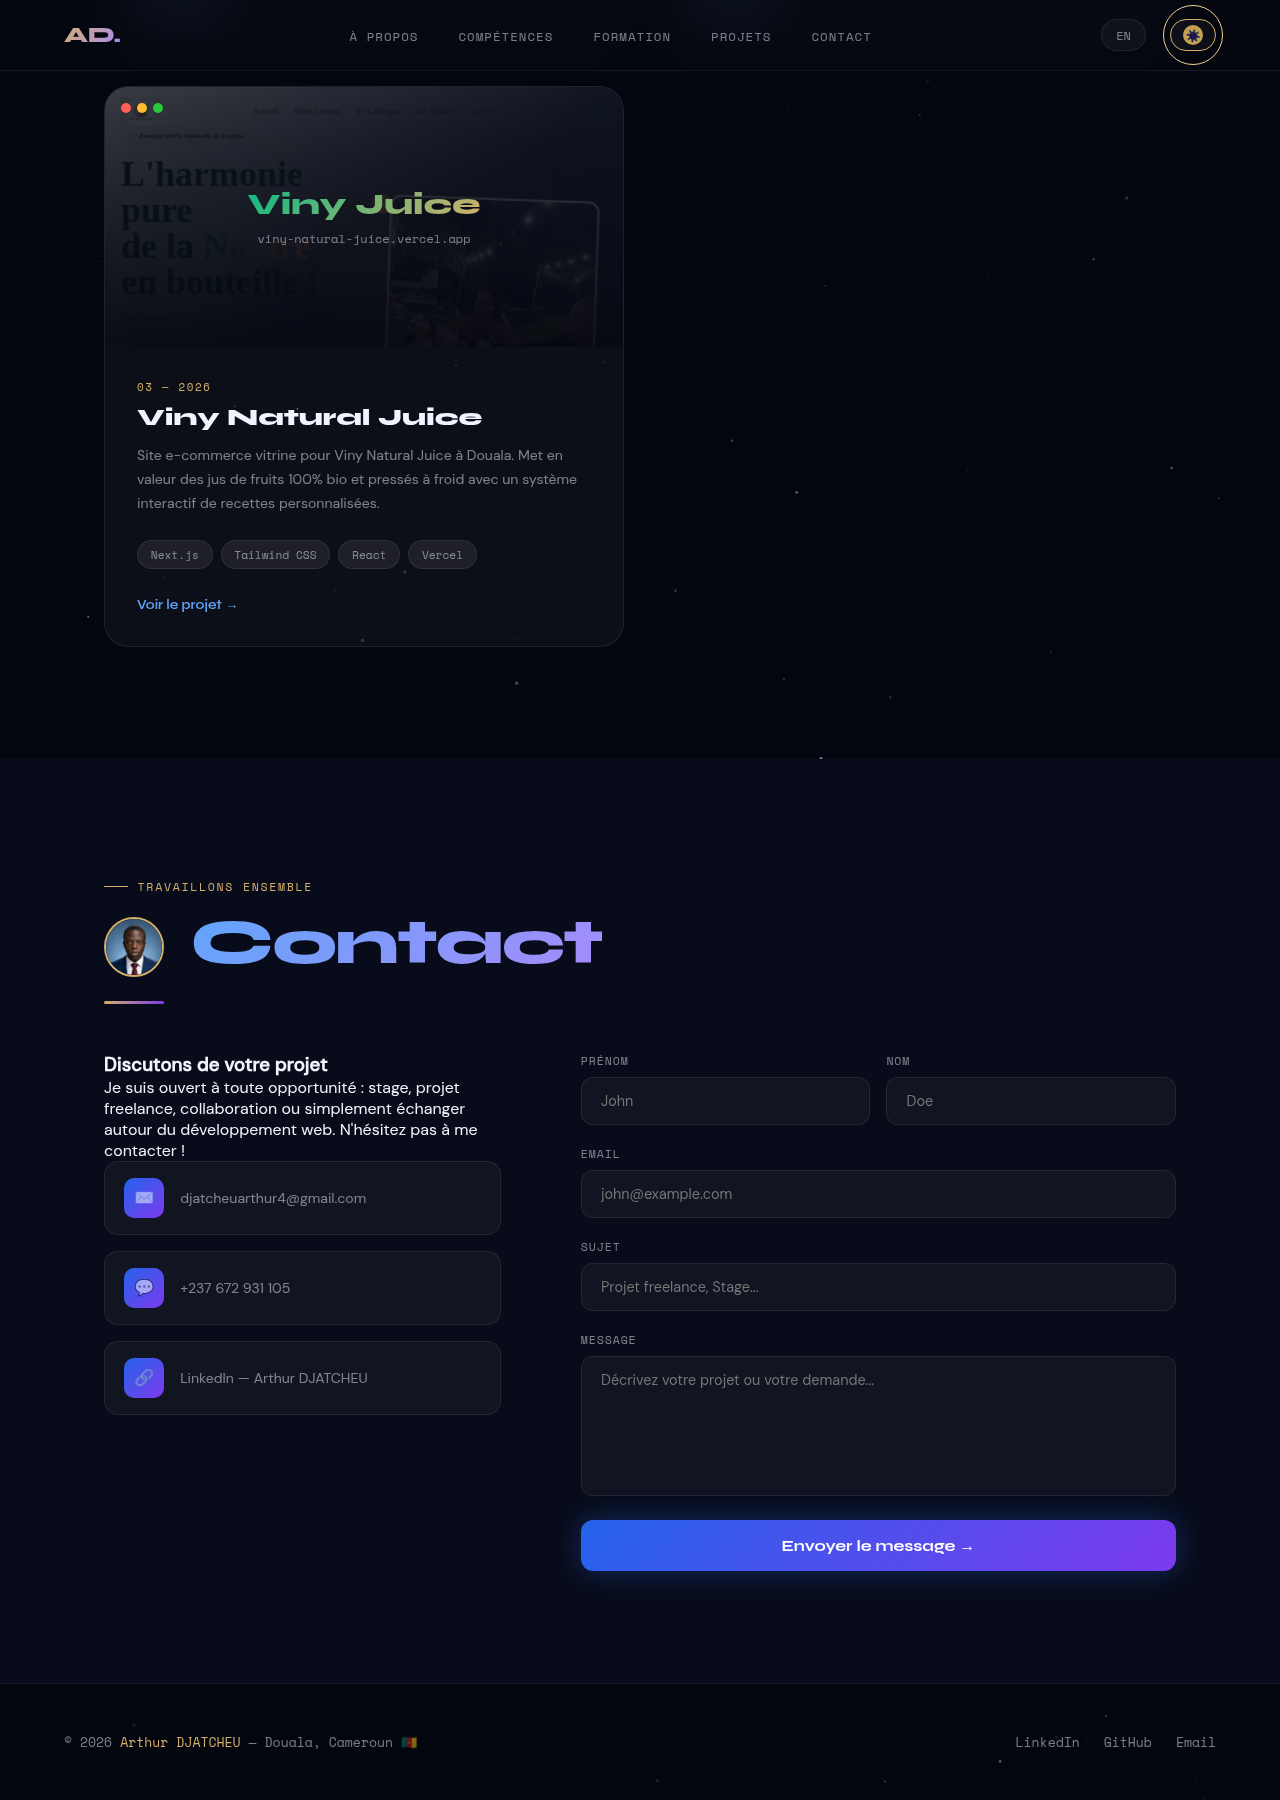 AD.
À PROPOS
COMPÉTENCES
FORMATION
PROJETS
CONTACT
EN
Accueil
Notre Concept
Le Catalogue
L'harmonie
pure
de la Nature
en bouteille !
Viny Juice
viny-natural-juice.vercel.app
03 — 2026
Viny Natural Juice
Site e-commerce vitrine pour Viny Natural Juice à Douala. Met en
valeur des jus de fruits 100% bio et pressés à froid avec un système
interactif de recettes personnalisées.
Next.js
Tailwind CSS
React
Vercel
Voir le projet →
TRAVAILLONS ENSEMBLE
Contact
Discutons de votre projet
Je suis ouvert à toute opportunité : stage, projet
freelance, collaboration ou simplement échanger
autour du développement web. N'hésitez pas à me
contacter !
djatcheuarthur4@gmail.com
+237 672 931 105
LinkedIn — Arthur DJATCHEU
PRÉNOM
John
NOM
Doe
EMAIL
john@example.com
SUJET
Projet freelance, Stage...
MESSAGE
Décrivez votre projet ou votre demande...
Envoyer le message →
© 2026 Arthur DJATCHEU — Douala, Cameroun 🇨🇲
LinkedIn
GitHub
Email